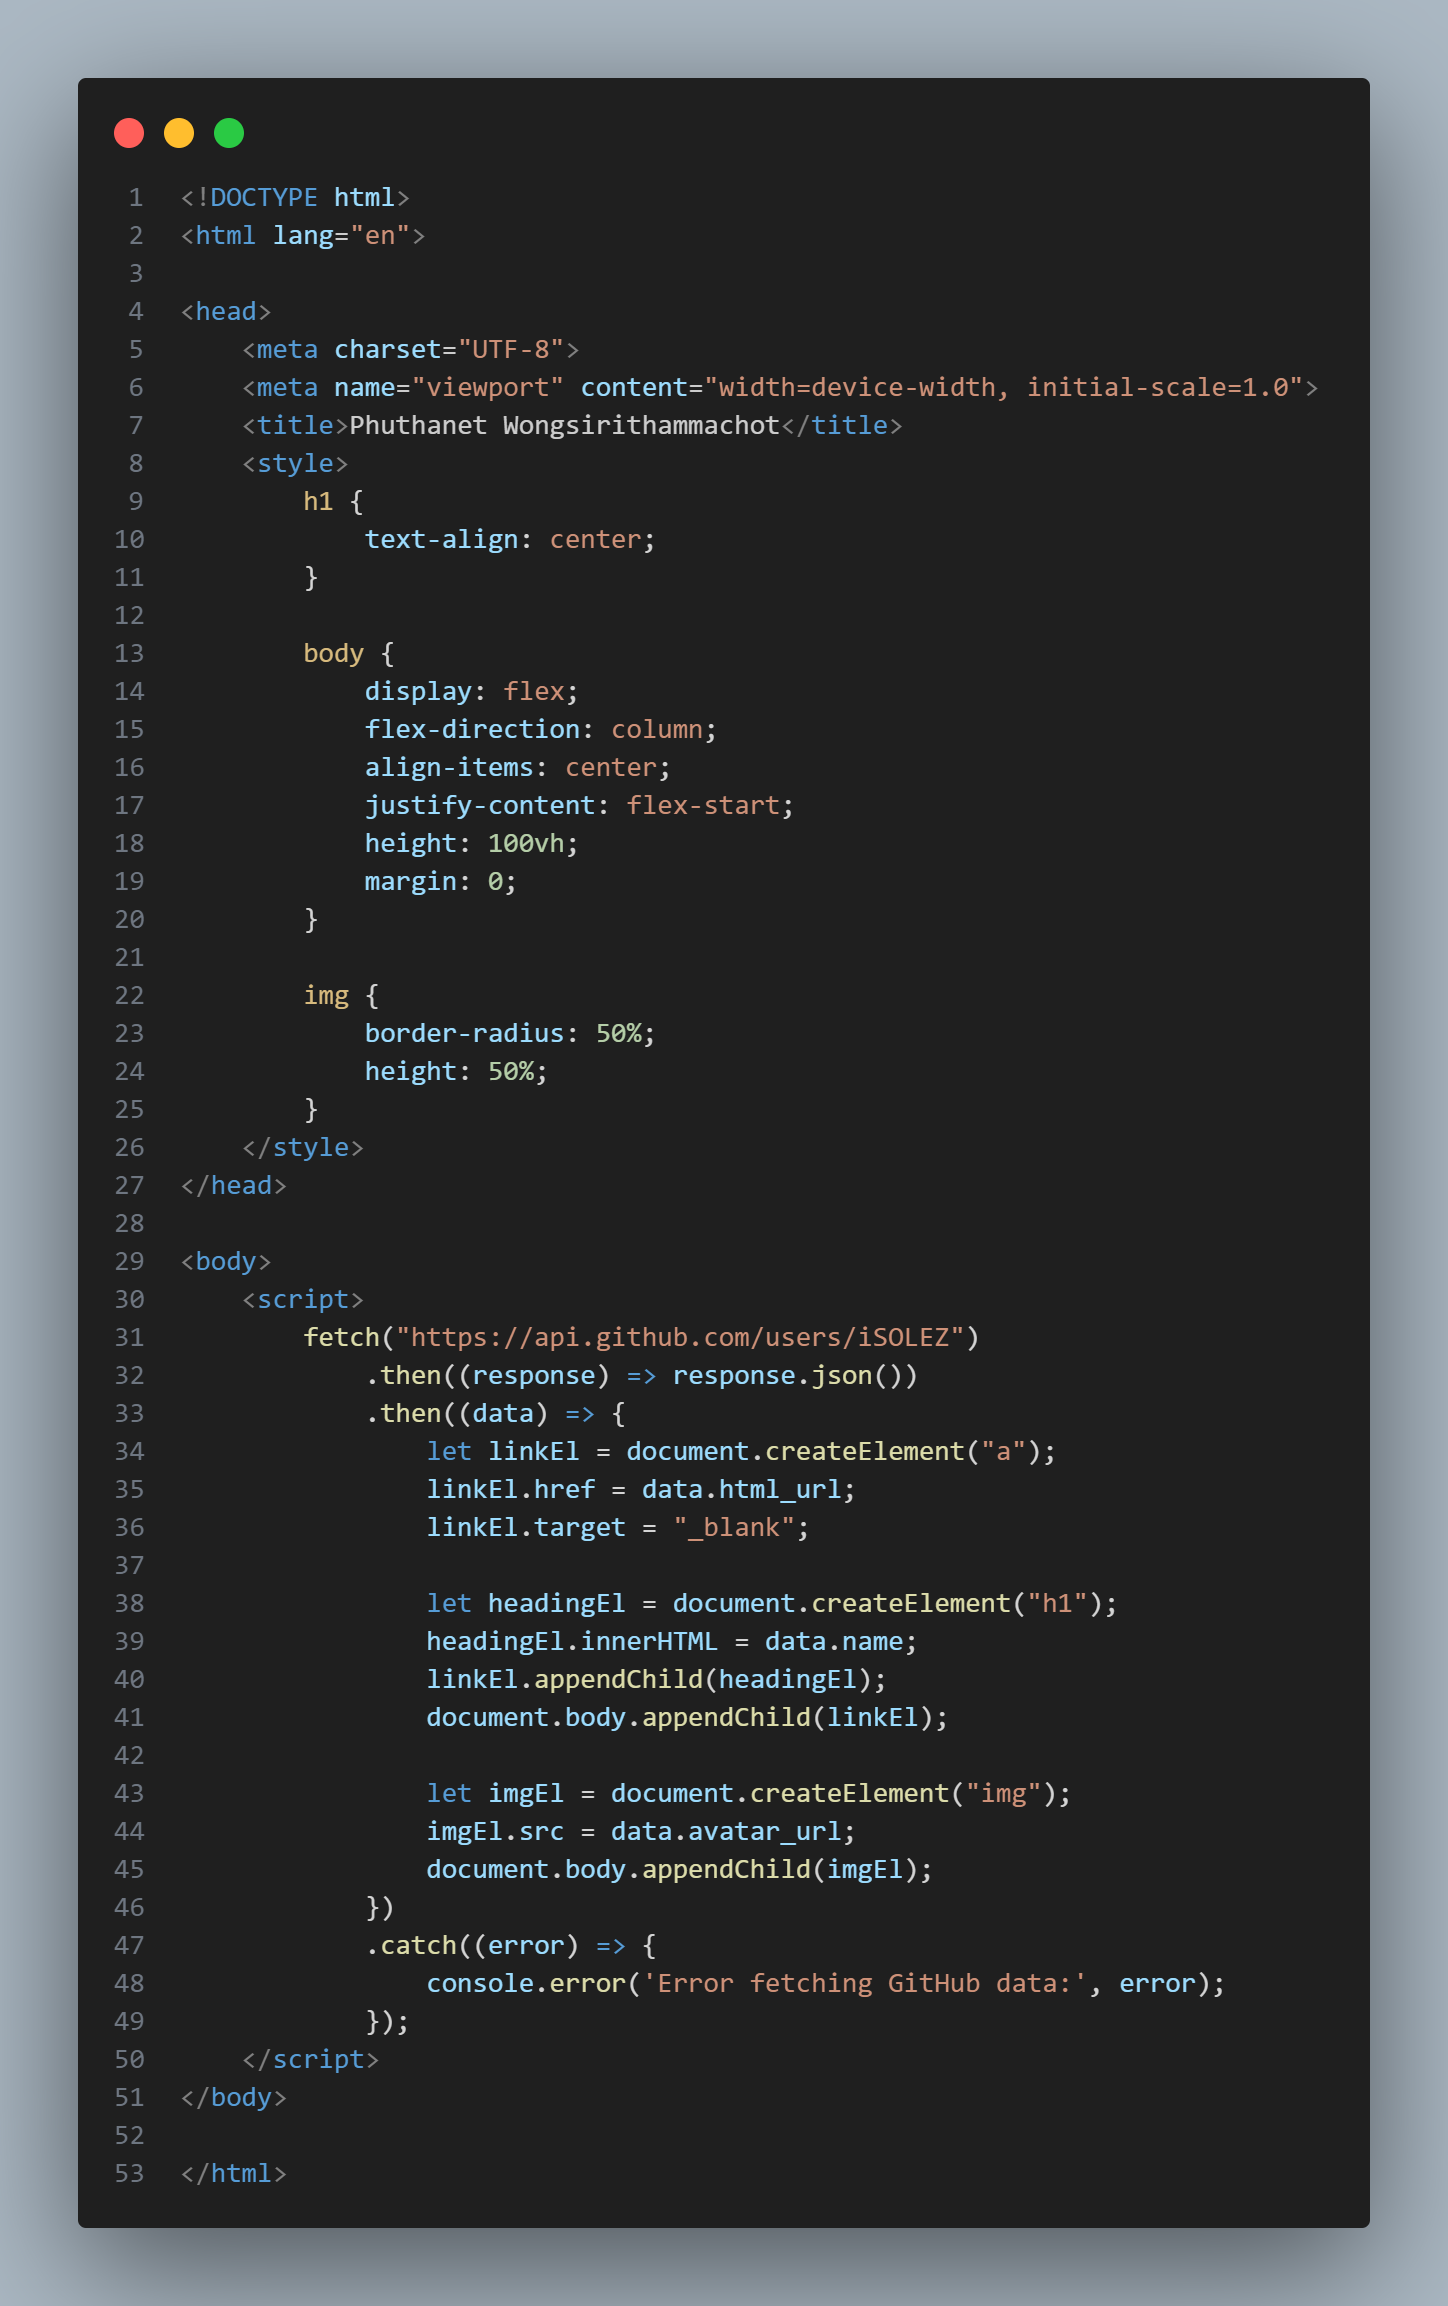 1 <!DOCTYPE html>
2 <html lang="en">
3
4 <head>
5     <meta charset="UTF-8">
6     <meta name="viewport" content="width=device-width, initial-scale=1.0">
7     <title>Phuthanet Wongsirithammachot</title>
8     <style>
9         h1 {
10             text-align: center;
11         }
12
13         body {
14             display: flex;
15             flex-direction: column;
16             align-items: center;
17             justify-content: flex-start;
18             height: 100vh;
19             margin: 0;
20         }
21
22         img {
23             border-radius: 50%;
24             height: 50%;
25         }
26     </style>
27 </head>
28
29 <body>
30     <script>
31         fetch("https://api.github.com/users/iSOLEZ")
32             .then((response) => response.json())
33             .then((data) => {
34                 let linkEl = document.createElement("a");
35                 linkEl.href = data.html_url;
36                 linkEl.target = "_blank";
37
38                 let headingEl = document.createElement("h1");
39                 headingEl.innerHTML = data.name;
40                 linkEl.appendChild(headingEl);
41                 document.body.appendChild(linkEl);
42
43                 let imgEl = document.createElement("img");
44                 imgEl.src = data.avatar_url;
45                 document.body.appendChild(imgEl);
46             })
47             .catch((error) => {
48                 console.error('Error fetching GitHub data:', error);
49             });
50     </script>
51 </body>
52
53 </html>